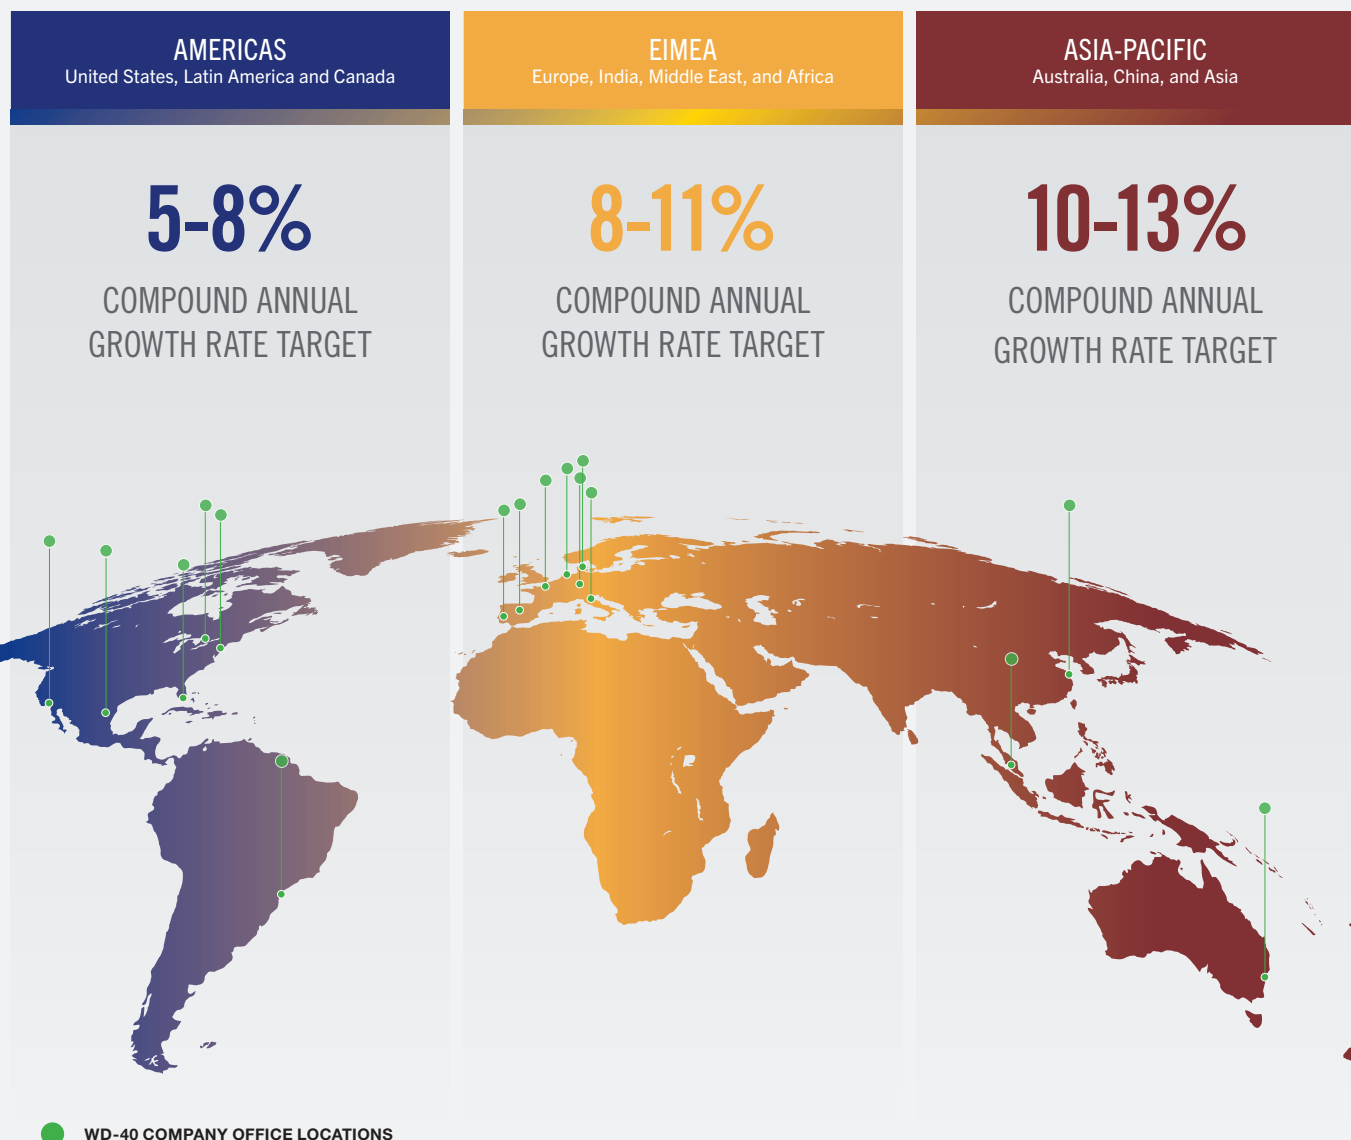 AMERICAS
United States, Latin America and Canada
5-8%
COMPOUND ANNUAL
GROWTH RATE TARGET
EIMEA
Europe, India, Middle East, and Africa
8-11%
COMPOUND ANNUAL
GROWTH RATE TARGET
ASIA-PACIFIC
Australia, China, and Asia
10-13%
COMPOUND ANNUAL
GROWTH RATE TARGET
WD-40 COMPANY OFFICE LOCATIONS